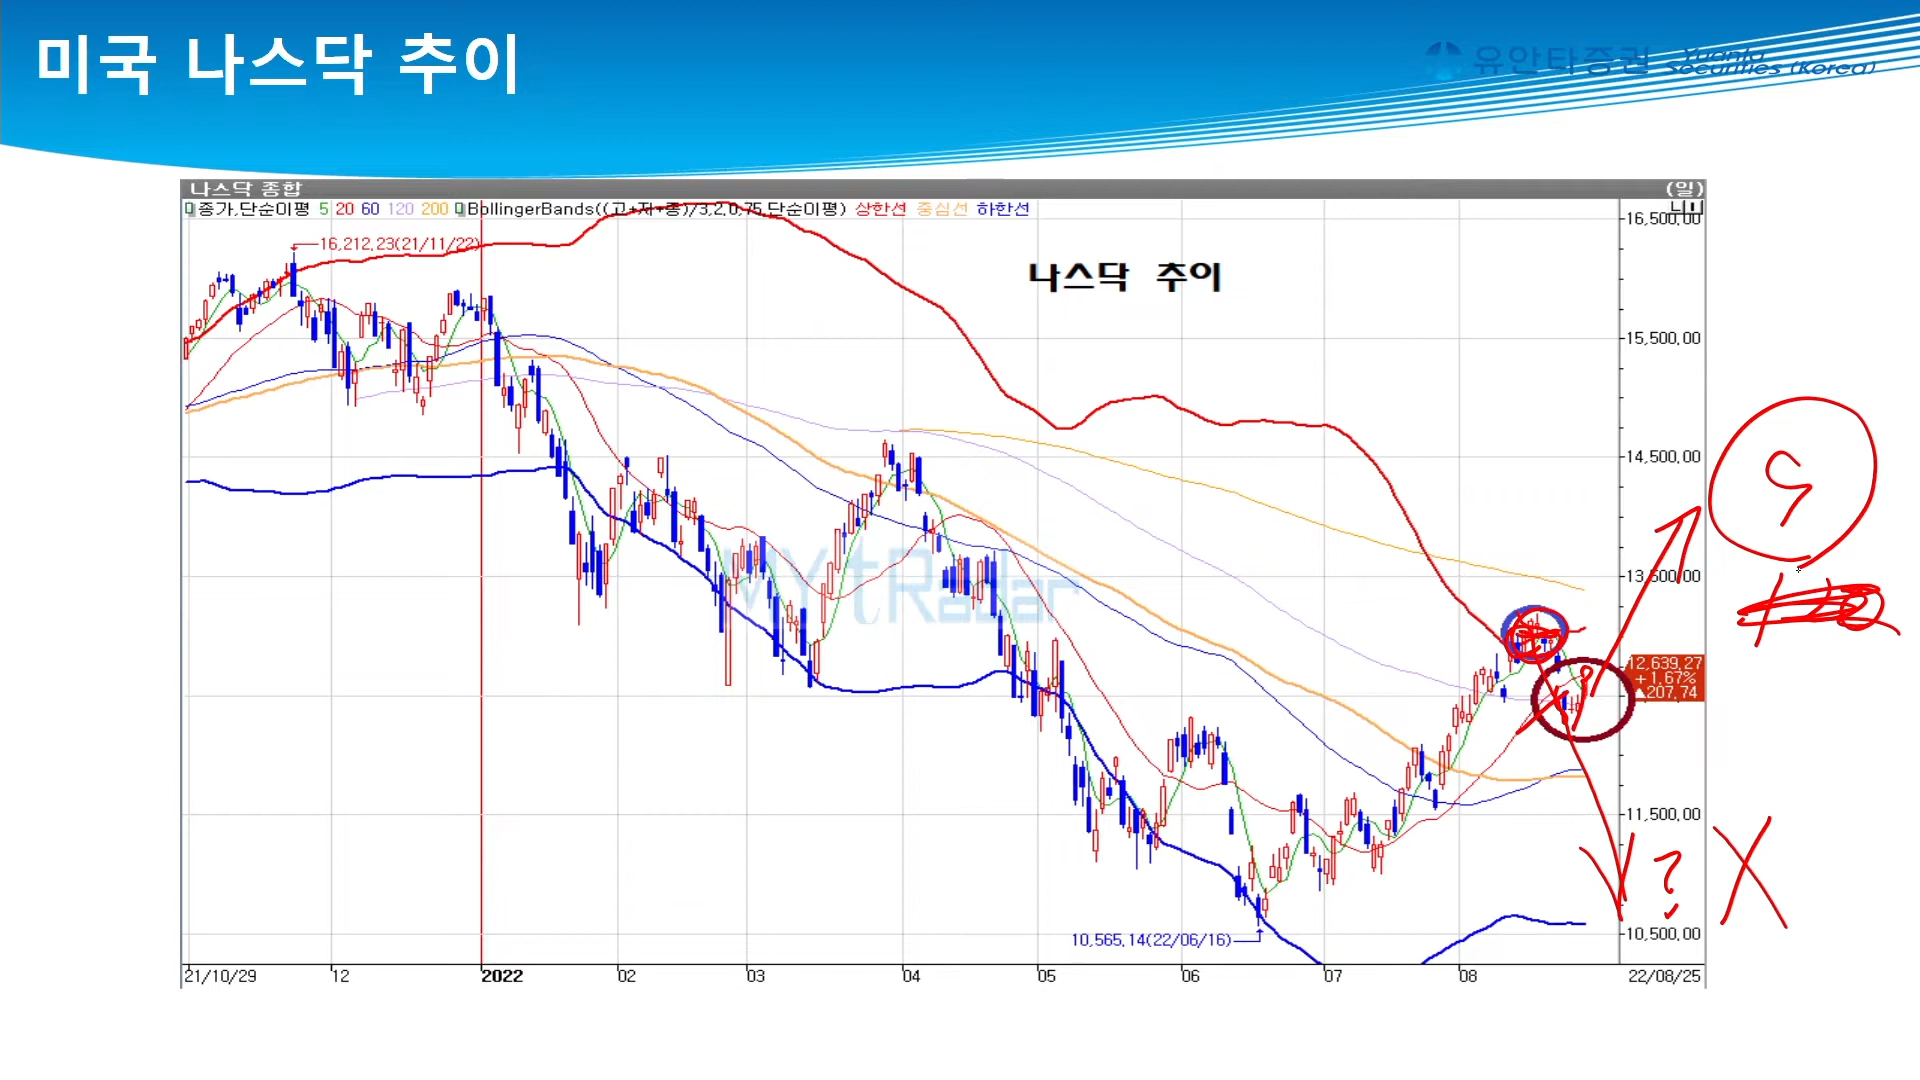 미국 나스닥 추이
유안타증권 Yuanta Securities (Korea)
나스닥 종합 (일)
종가,단순이평 5 20 60 120 200 BollingerBands((고+저+종)/3,2,0,75,단순이평) 상한선 중심선 하한선
16,500.00
16,212.23(21/11/22)
나스닥 추이
15,500.00
14,500.00
MY tRadar
13,500.00
12,639.27
+1.67%
▲207.74
11,500.00
? X
10,565.14(22/06/16)
10,500.00
21/10/29 12 2022 02 03 04 05 06 07 08 22/08/25